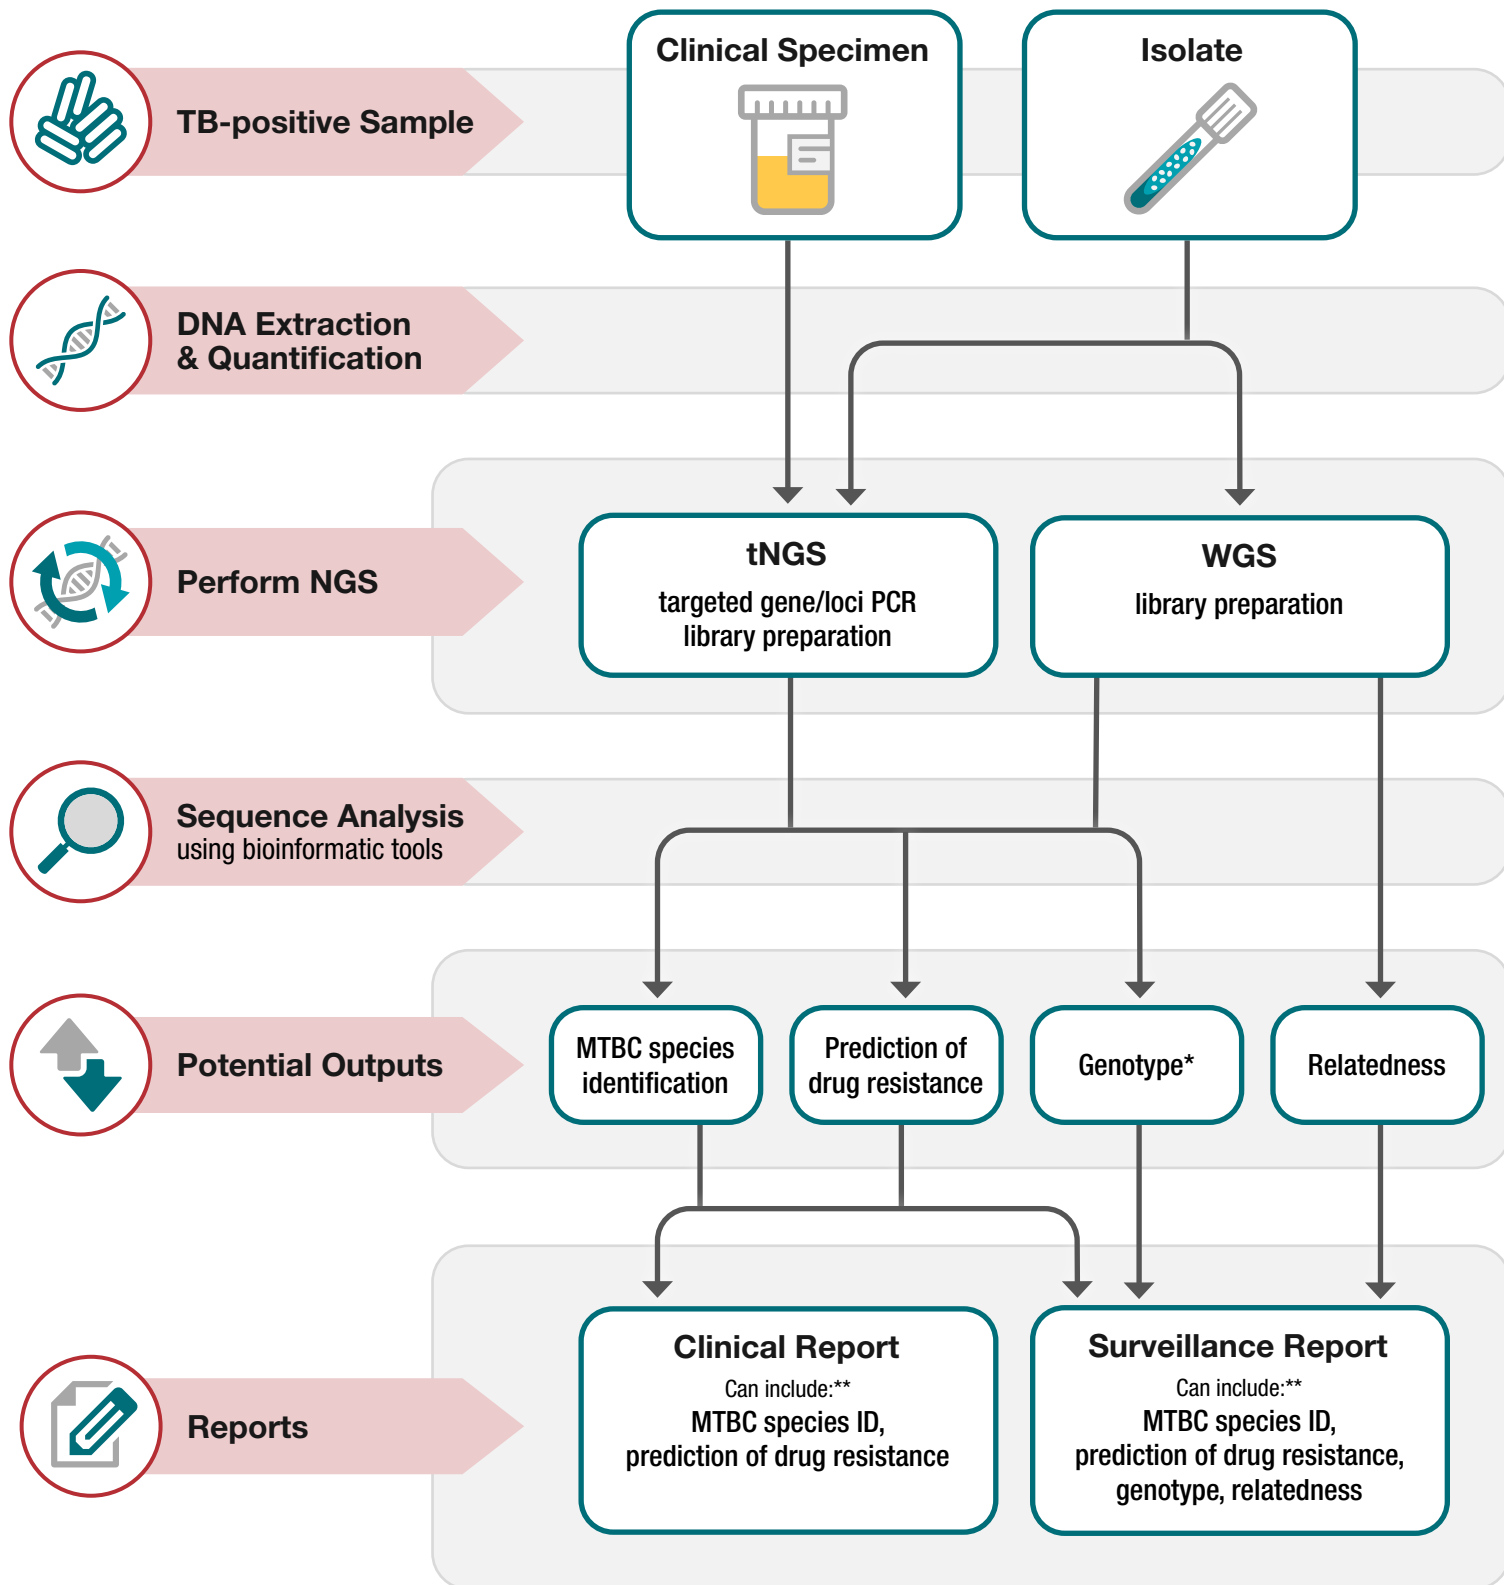 Clinical Specimen
Isolate
TB-positive Sample
DNA Extraction
& Quantification
Perform NGS
tNGS
targeted gene/loci PCR
library preparation
WGS
library preparation
Sequence Analysis
using bioinformatic tools
Potential Outputs
MTBC species
identification
Prediction of
drug resistance
Genotype*
Relatedness
Reports
Clinical Report
Can include:**
MTBC species ID,
prediction of drug resistance
Surveillance Report
Can include:**
MTBC species ID,
prediction of drug resistance,
genotype, relatedness